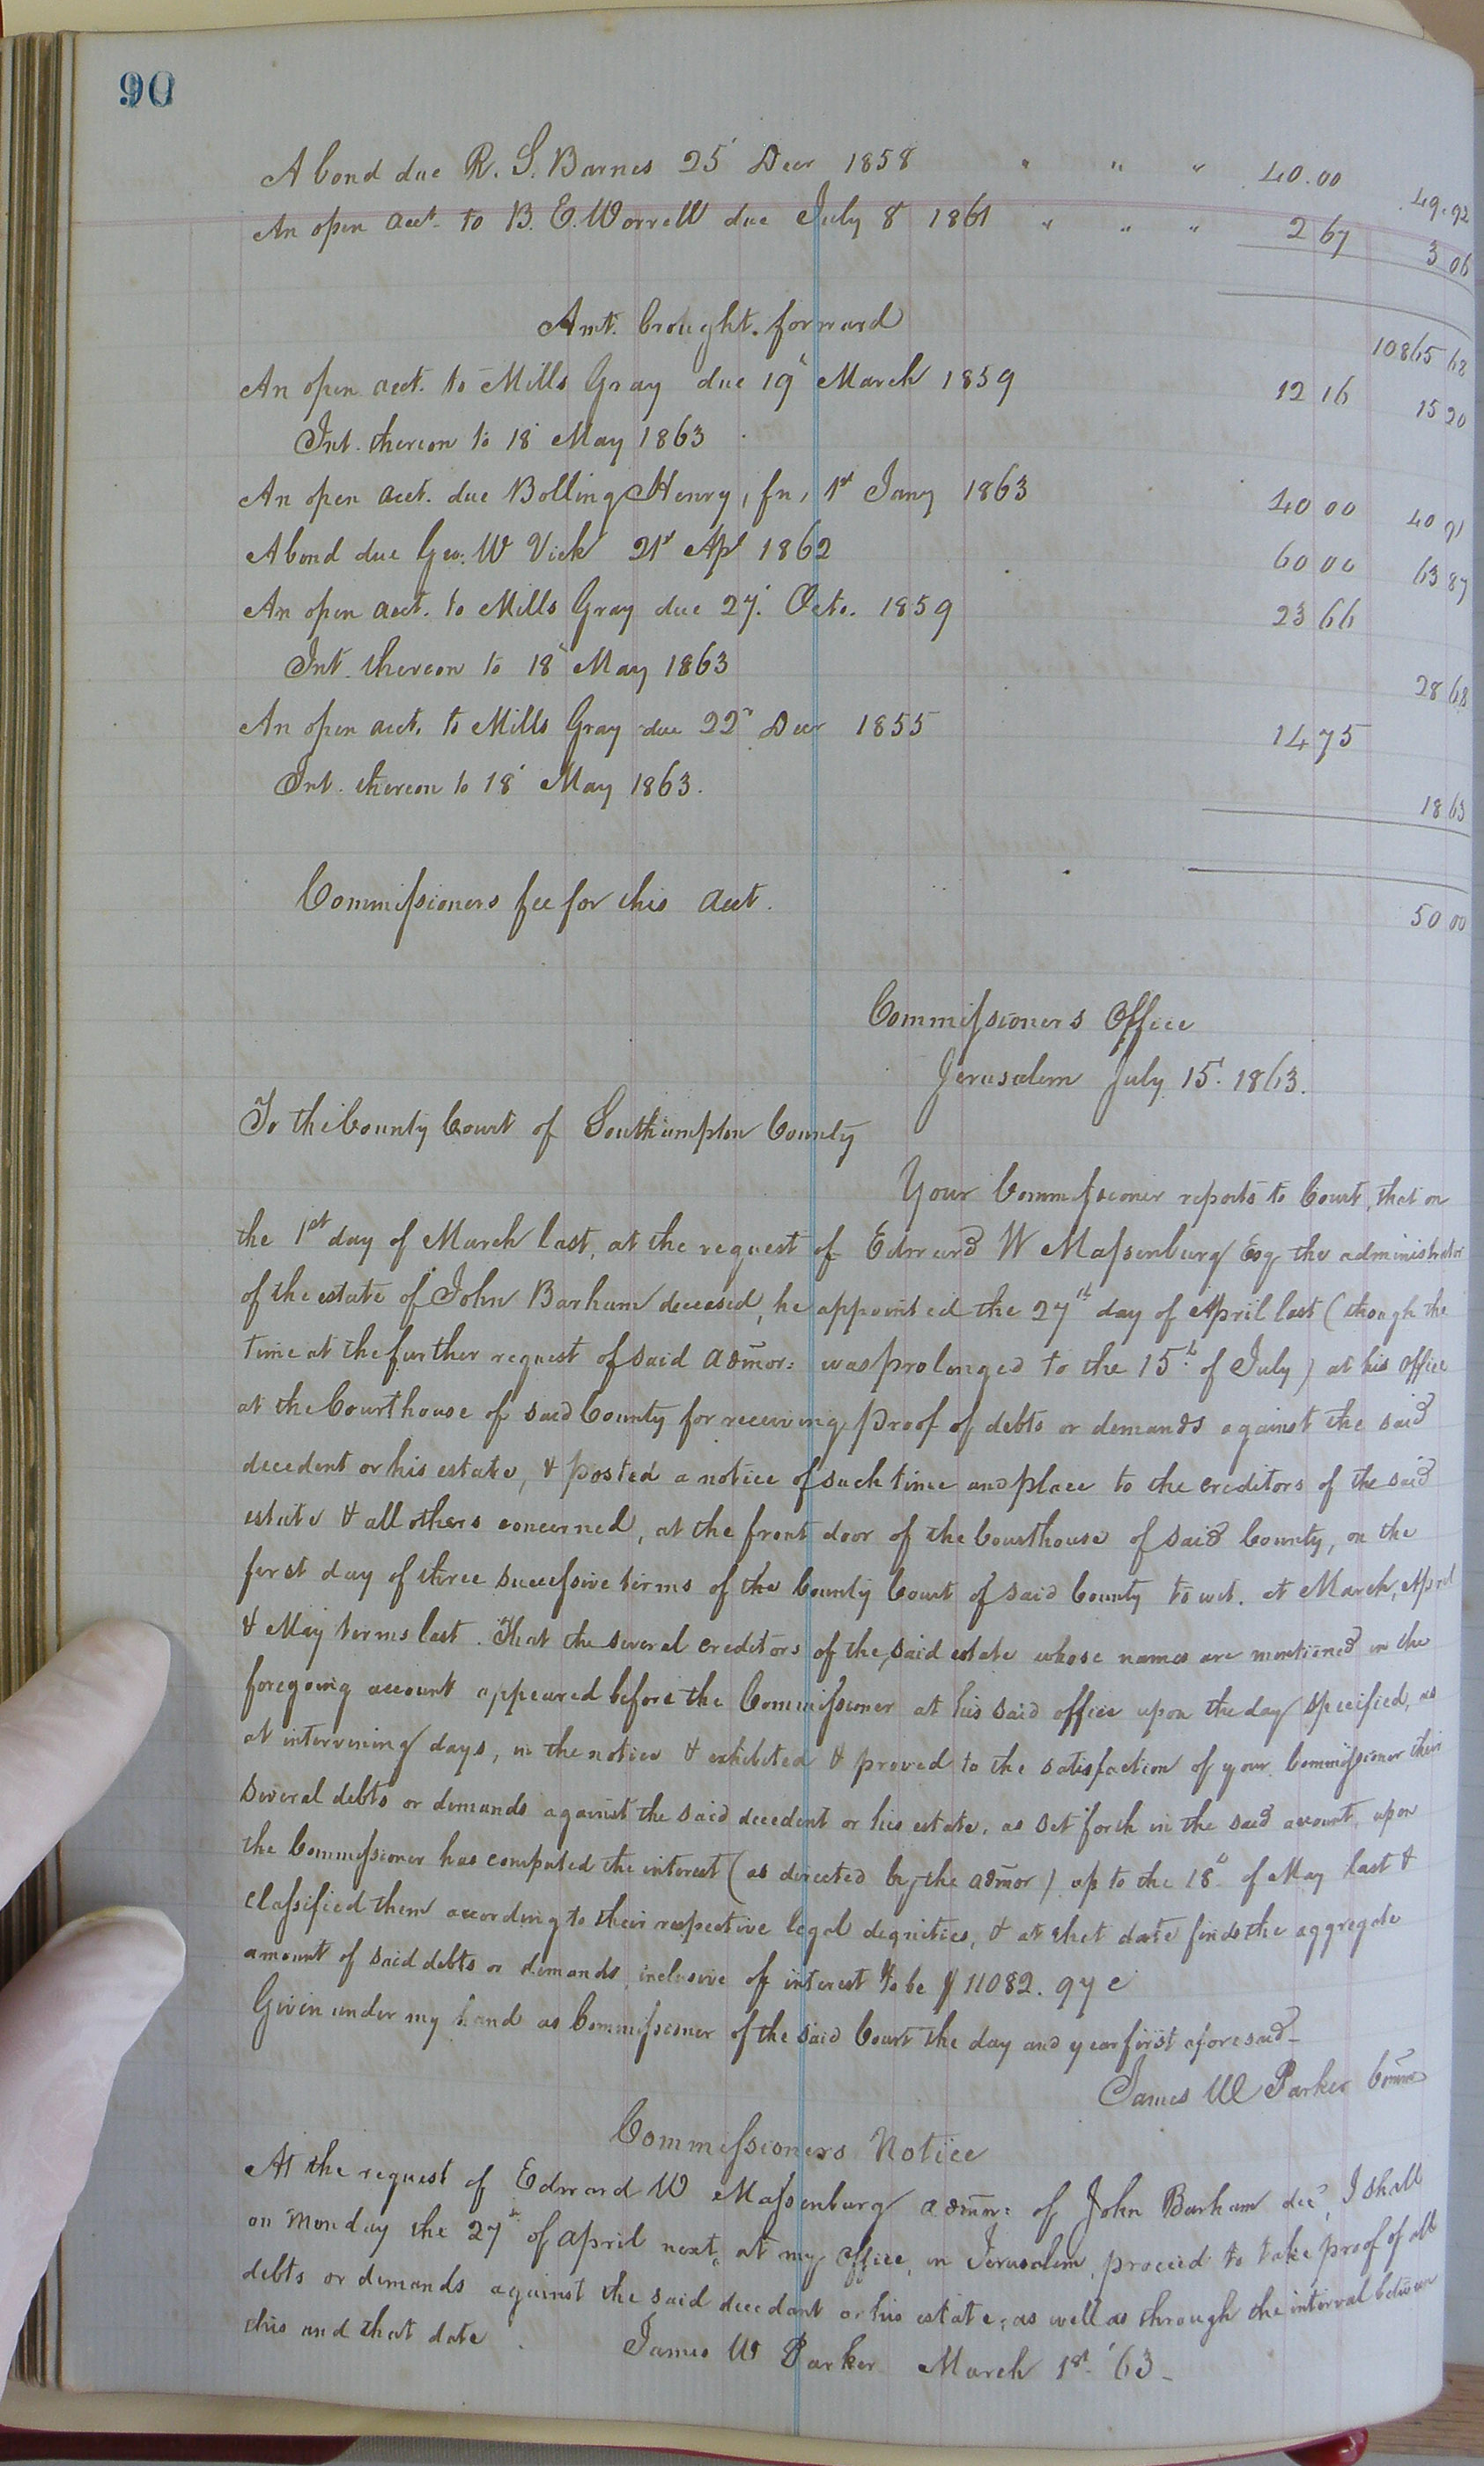 90
A bond due R. S. Barnes 25 Decr 1858 " " " 40.00 49.92
An open acct. to B. E. Worrell due July 8 1861 " " " 2 67 3 06
Amt. brought forward 10865 68
An open acct. to Mills Gray due 19 March 1859 12 16 15 20
Int. thereon to 18 May 1863
An open acct. due Bolling Henry, fn, 1st Jany 1863 40 00 40 91
A bond due Geo. W Vick 21st Apl 1862 60 00 63 87
An open acct. to Mills Gray due 27. Octo. 1859 23 66
Int. thereon to 18 May 1863 28 68
An open acct. to Mills Gray due 22 Decr 1855 14 75
Int. thereon to 18 May 1863. 18 63
Commissioners fee for this acct. 50 00
Commissioners Office
Jerusalem July 15. 1863.
To the County Court of Southampton County
Your Commissioner reports to Court, that on
the 1st day of March last, at the request of Edward W Massenburg Esq the administrator
of the estate of John Barham deceased, he appointed the 27th day of April last (though the
time at the further request of said admor: was prolonged to the 15th of July) at his office
at the Courthouse of said County for receiving proof of debts or demands against the said
decedent or his estate, & posted a notice of such time and place to the creditors of the said
estate & all others concerned, at the front door of the Courthouse of said County, on the
first day of three successive terms of the County Court of said County to wit. at March, April
& May terms last. That the several creditors of the said estate whose names are mentioned in the
foregoing account appeared before the Commissioner at his said office upon the day specified, as
at intervening days, in the notice & exhibited & proved to the satisfaction of your Commissioner their
several debts or demands against the said decedent or his estate, as set forth in the said account, upon
the Commissioner has computed the interest (as directed by the admor) up to the 18th of May last &
classified them according to their respective legal dignities, & at that date finds the aggregate
amount of said debts or demands inclusive of interest to be $ 11082. 97 c
Given under my hand as Commissioner of the said Court the day and year first aforesaid-
James W Parker Comm
Commissioners Notice
At the request of Edward W Massenburg admor: of John Barham decd, I shall
on Monday the 27th of April next, at my office, in Jerusalem, proceed to take proof of all
debts or demands against the said decedant or his estate, as well as through the interval between
this and that date. James W Parker March 1st '63-